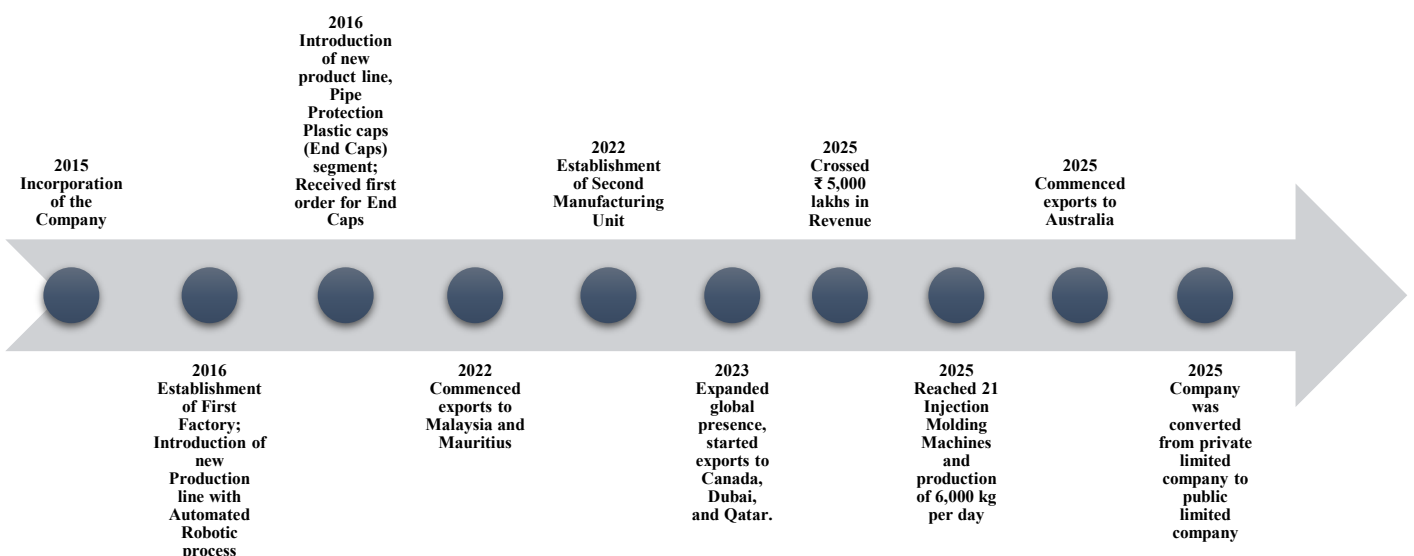 2015
Incorporation
of the
Company
2016
Establishment
of First
Factory;
Introduction of
new
Production
line with
Automated
Robotic
process
2016
Introduction
of new
product line,
Pipe
Protection
Plastic caps
(End Caps)
segment;
Received first
order for End
Caps
2022
Commenced
exports to
Malaysia and
Mauritius
2022
Establishment
of Second
Manufacturing
Unit
2023
Expanded
global
presence,
started
exports to
Canada,
Dubai,
and Qatar.
2025
Crossed
₹ 5,000
lakhs in
Revenue
2025
Reached 21
Injection
Molding
Machines
and
production
of 6,000 kg
per day
2025
Commenced
exports to
Australia
2025
Company
was
converted
from private
limited
company to
public
limited
company